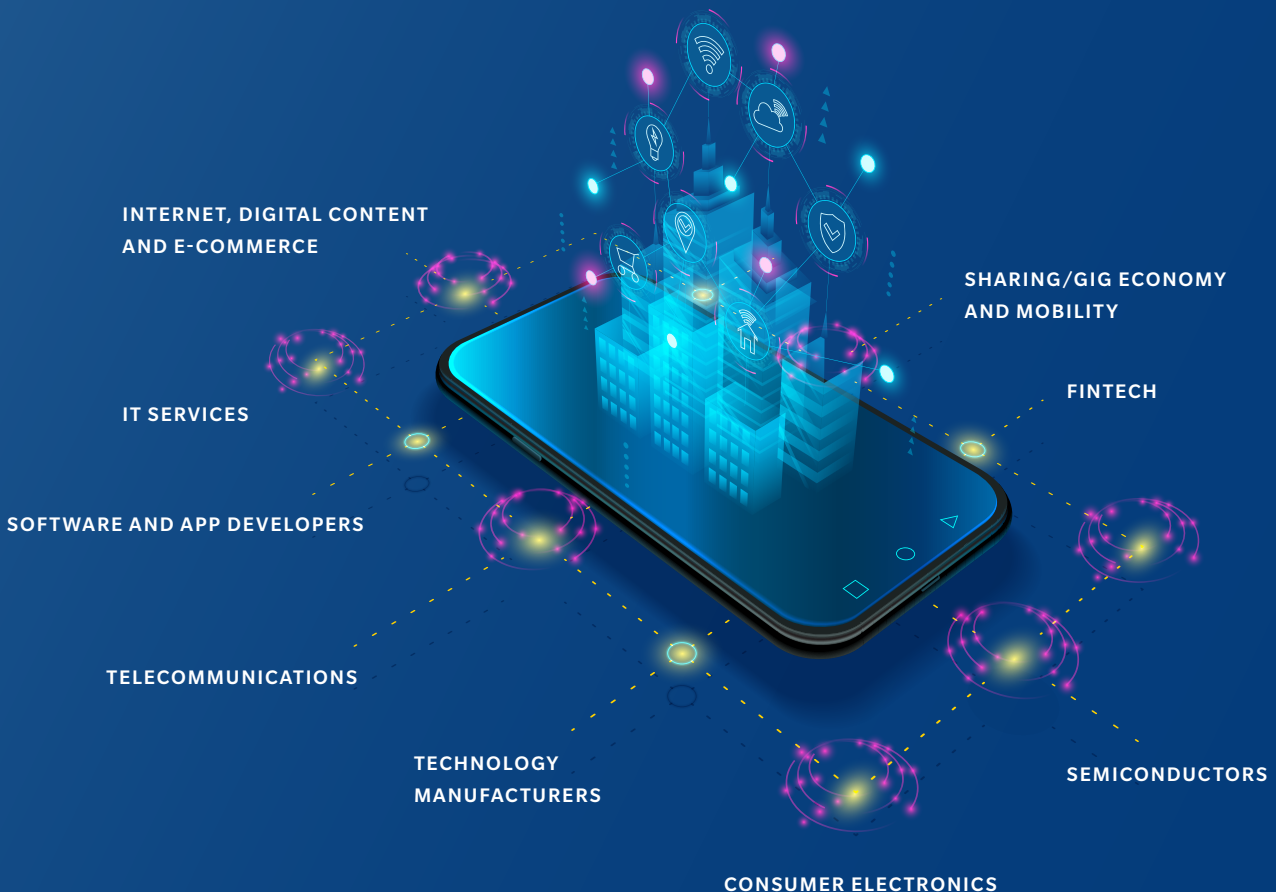 INTERNET, DIGITAL CONTENT
AND E-COMMERCE
SHARING/GIG ECONOMY
AND MOBILITY
FINTECH
IT SERVICES
SOFTWARE AND APP DEVELOPERS
TELECOMMUNICATIONS
TECHNOLOGY
MANUFACTURERS
SEMICONDUCTORS
CONSUMER ELECTRONICS